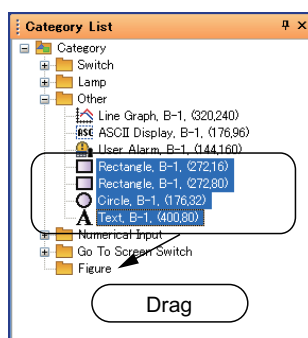 Category List
Category
Switch
Lamp
Other
Line Graph, B-1, (320,240)
ASC ASCII Display, B-1, (176,96)
User Alarm, B-1, (144,160)
Rectangle, B-1, (272,16)
Rectangle, B-1, (272,80)
Circle, B-1, (176,32)
A Text, B-1, (400,80)
Numerical Input
Go To Screen Switch
Figure
Drag